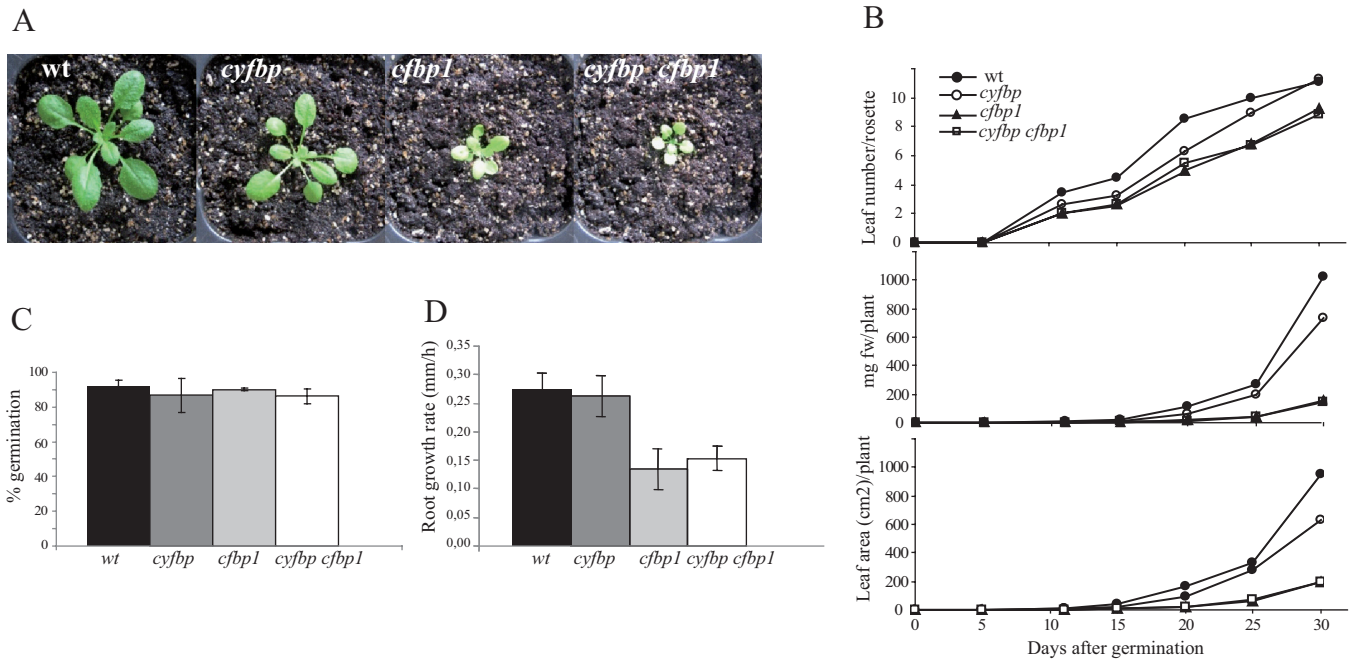 A
wt
cyfbp
cfbp1
cyfbp cfbp1
B
wt
cyfbp
cfbp1
cyfbp cfbp1
Leaf number/rosette
10
8
6
4
2
0
mg fw/plant
1000
800
600
400
200
0
Leaf area (cm2)/plant
1000
800
600
400
200
0
0 5 10 15 20 25 30
Days after germination
C
% germination
100
80
60
40
20
0
wt cyfbp cfbp1 cyfbp cfbp1
D
Root growth rate (mm/h)
0,35
0,30
0,25
0,20
0,15
0,10
0,05
0,00
wt cyfbp cfbp1 cyfbp cfbp1